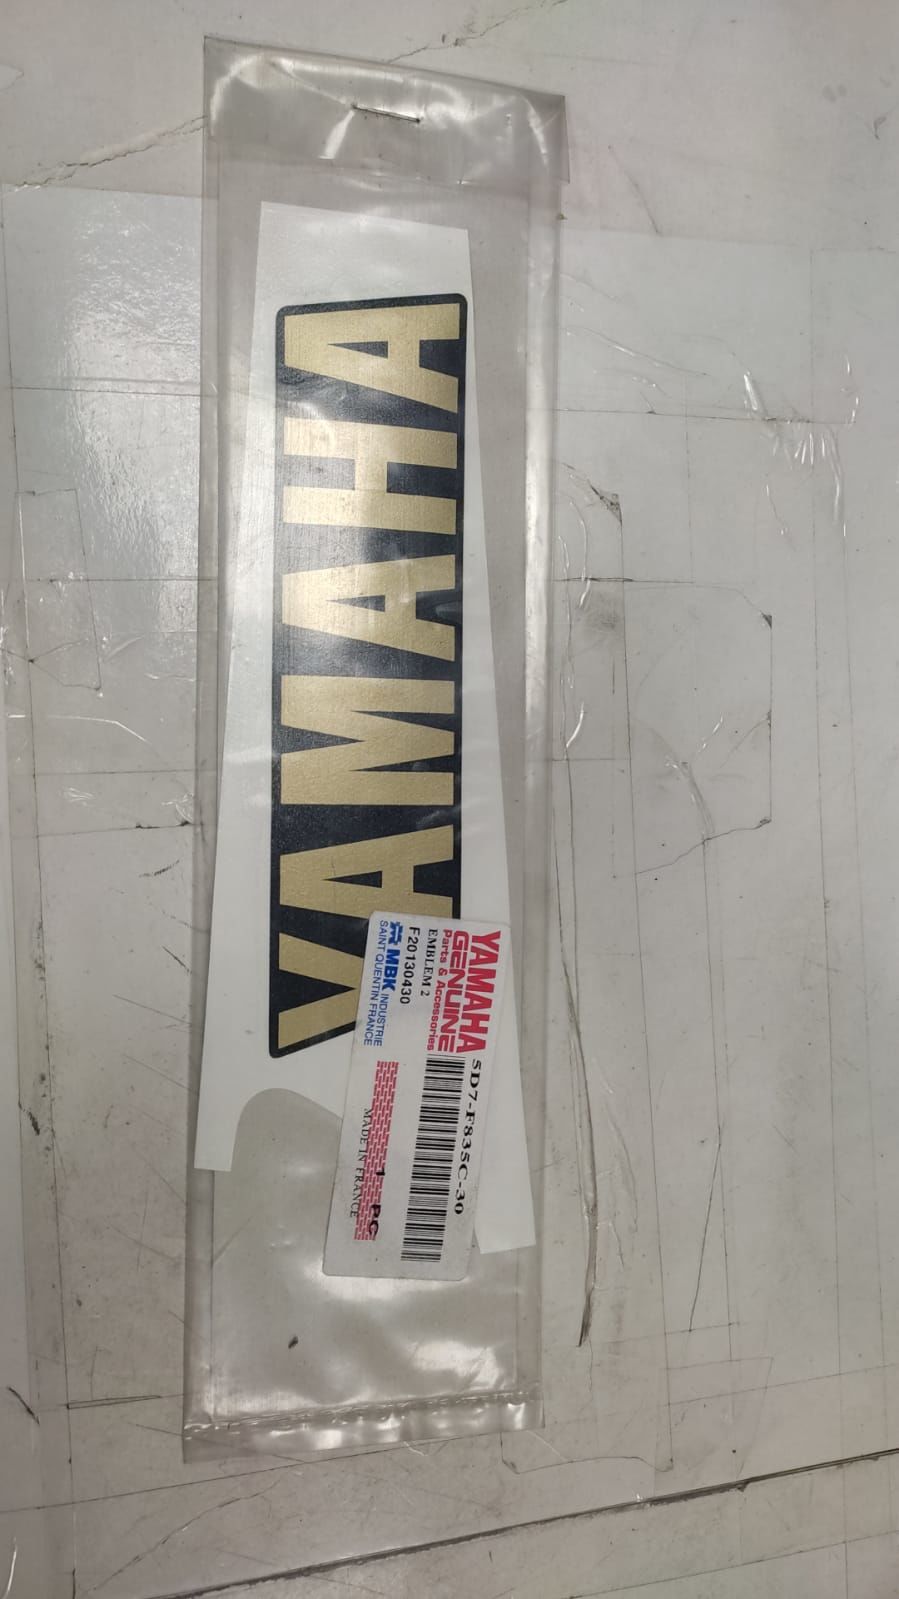 YAMAHA
YAMAHA
GENUINE
Parts & Accessories
5D7-F835C-30
EMBLEM 2
F20130430
MBK INDUSTRIE
SAINT QUENTIN FRANCE
1 PC
MADE IN FRANCE